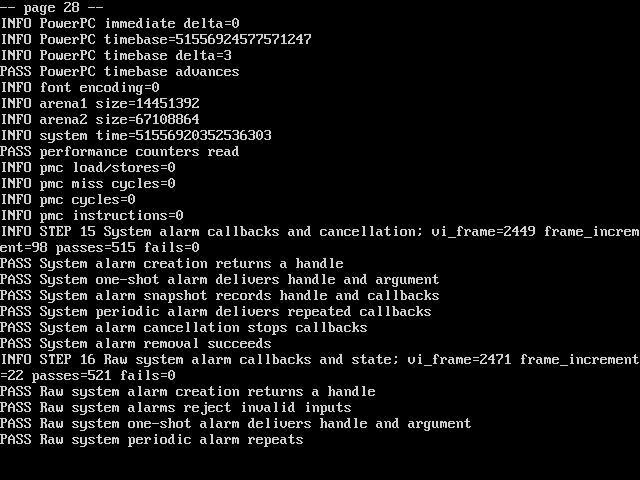 -- page 28 --
INFO PowerPC immediate delta=0
INFO PowerPC timebase=51556924577571247
INFO PowerPC timebase delta=3
PASS PowerPC timebase advances
INFO font encoding=0
INFO arena1 size=14451392
INFO arena2 size=67108864
INFO system time=51556920352536303
PASS performance counters read
INFO pmc load/stores=0
INFO pmc miss cycles=0
INFO pmc cycles=0
INFO pmc instructions=0
INFO STEP 15 System alarm callbacks and cancellation; vi_frame=2449 frame_increm
ent=98 passes=515 fails=0
PASS System alarm creation returns a handle
PASS System one-shot alarm delivers handle and argument
PASS System alarm snapshot records handle and callbacks
PASS System periodic alarm delivers repeated callbacks
PASS System alarm cancellation stops callbacks
PASS System alarm removal succeeds
INFO STEP 16 Raw system alarm callbacks and state; vi_frame=2471 frame_increment
=22 passes=521 fails=0
PASS Raw system alarm creation returns a handle
PASS Raw system alarms reject invalid inputs
PASS Raw system one-shot alarm delivers handle and argument
PASS Raw system periodic alarm repeats